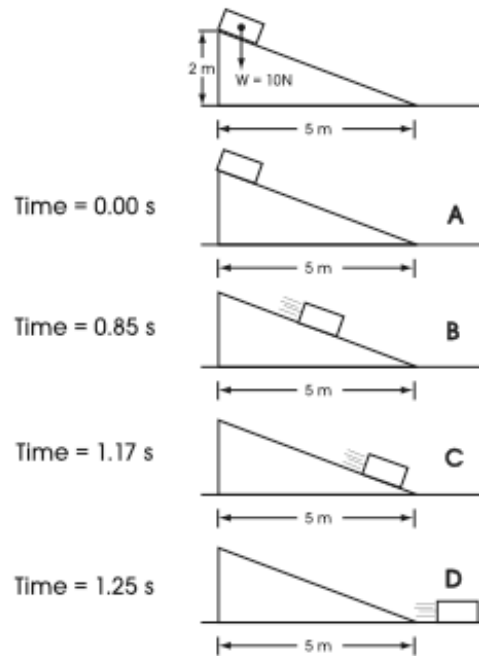 2 m
W = 10N
5 m
Time = 0.00 s
A
5 m
Time = 0.85 s
B
5 m
Time = 1.17 s
C
5 m
Time = 1.25 s
D
5 m